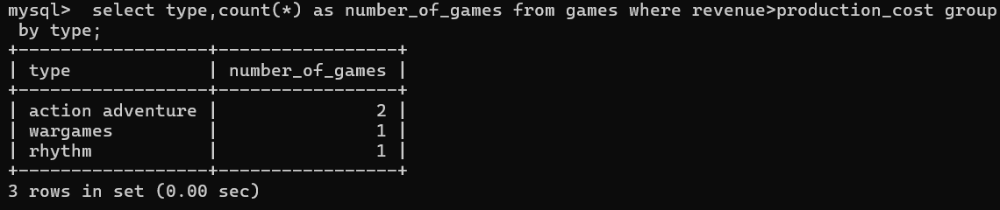 mysql>  select type,count(*) as number_of_games from games where revenue>production_cost group
 by type;
+-----------------+-----------------+
| type            | number_of_games |
+-----------------+-----------------+
| action adventure |               2 |
| wargames        |               1 |
| rhythm          |               1 |
+-----------------+-----------------+
3 rows in set (0.00 sec)